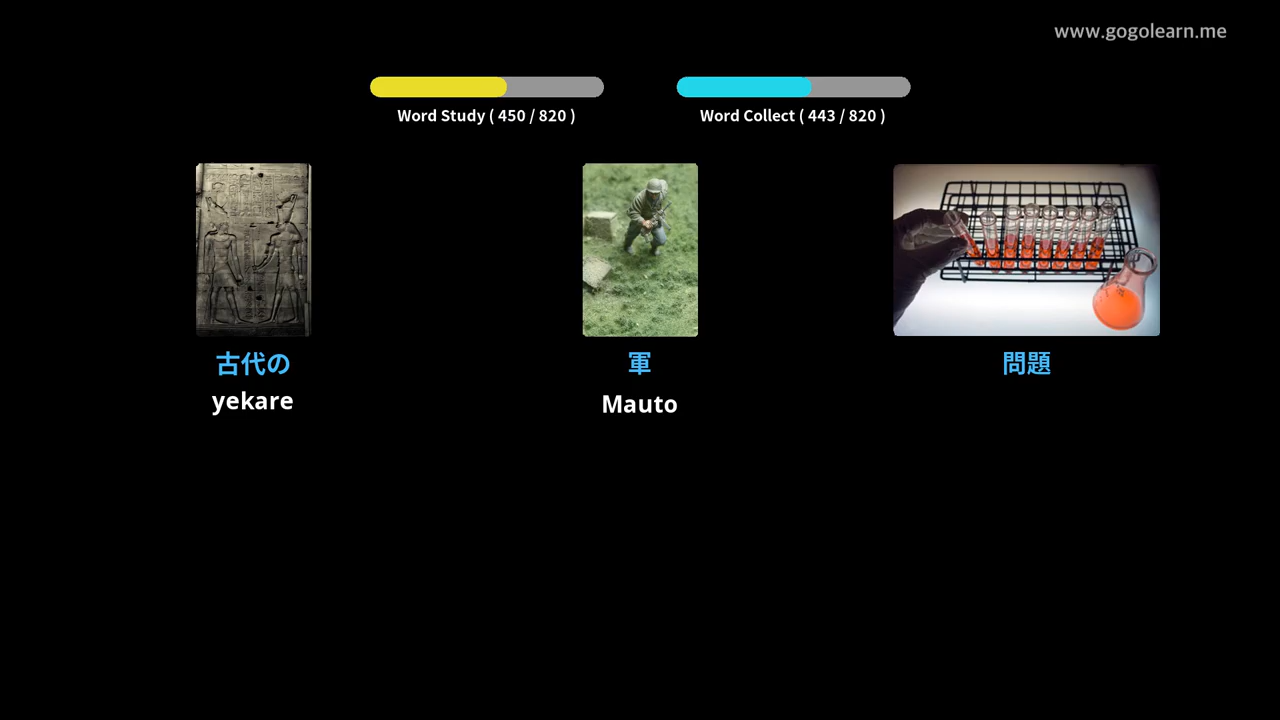 www.gogolearn.me
Word Study ( 450 / 820 )
Word Collect ( 443 / 820 )
古代の
yekare
軍
Mauto
問題